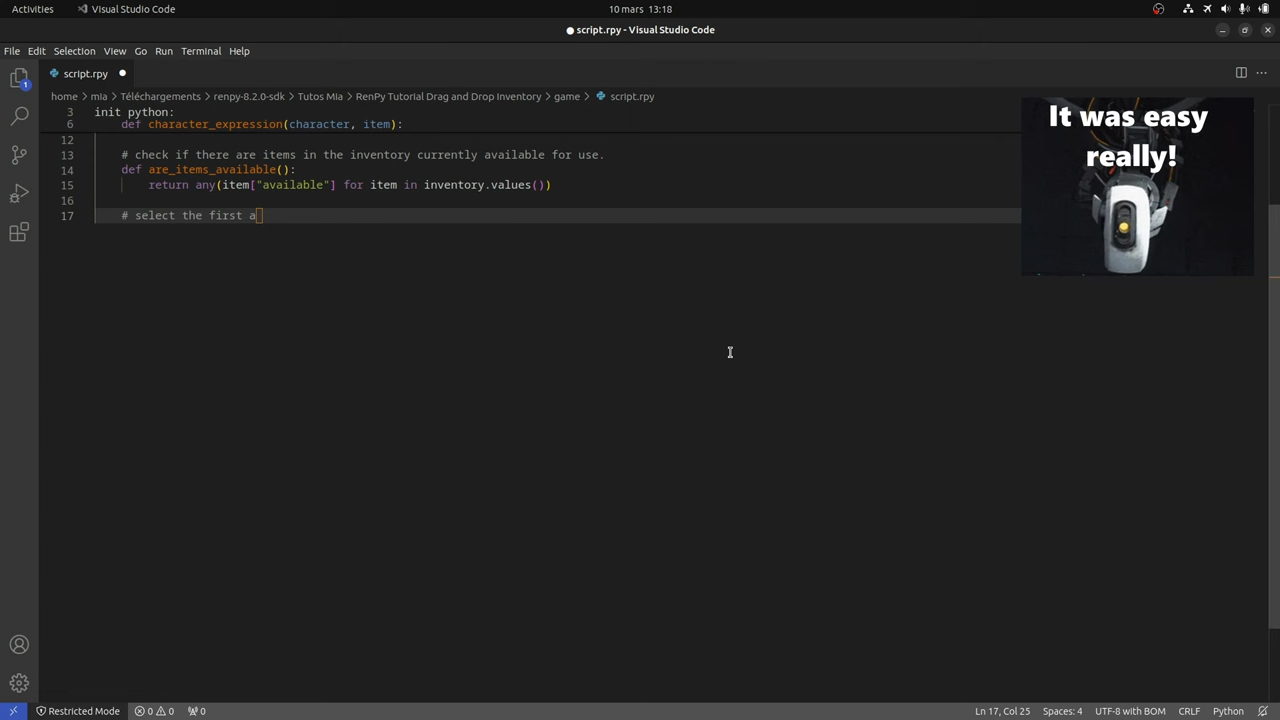 Activities
Visual Studio Code
10 mars 13:18
● script.rpy - Visual Studio Code
File Edit Selection View Go Run Terminal Help
script.rpy
home > mia > Téléchargements > renpy-8.2.0-sdk > Tutos Mia > RenPy Tutorial Drag and Drop Inventory > game > script.rpy
3 init python:
6 def character_expression(character, item):
12
13 # check if there are items in the inventory currently available for use.
14 def are_items_available():
15 return any(item["available"] for item in inventory.values())
16
17 # select the first a
It was easy
really!
1
Restricted Mode
0 0
0
Ln 17, Col 25
Spaces: 4
UTF-8 with BOM
CRLF
Python